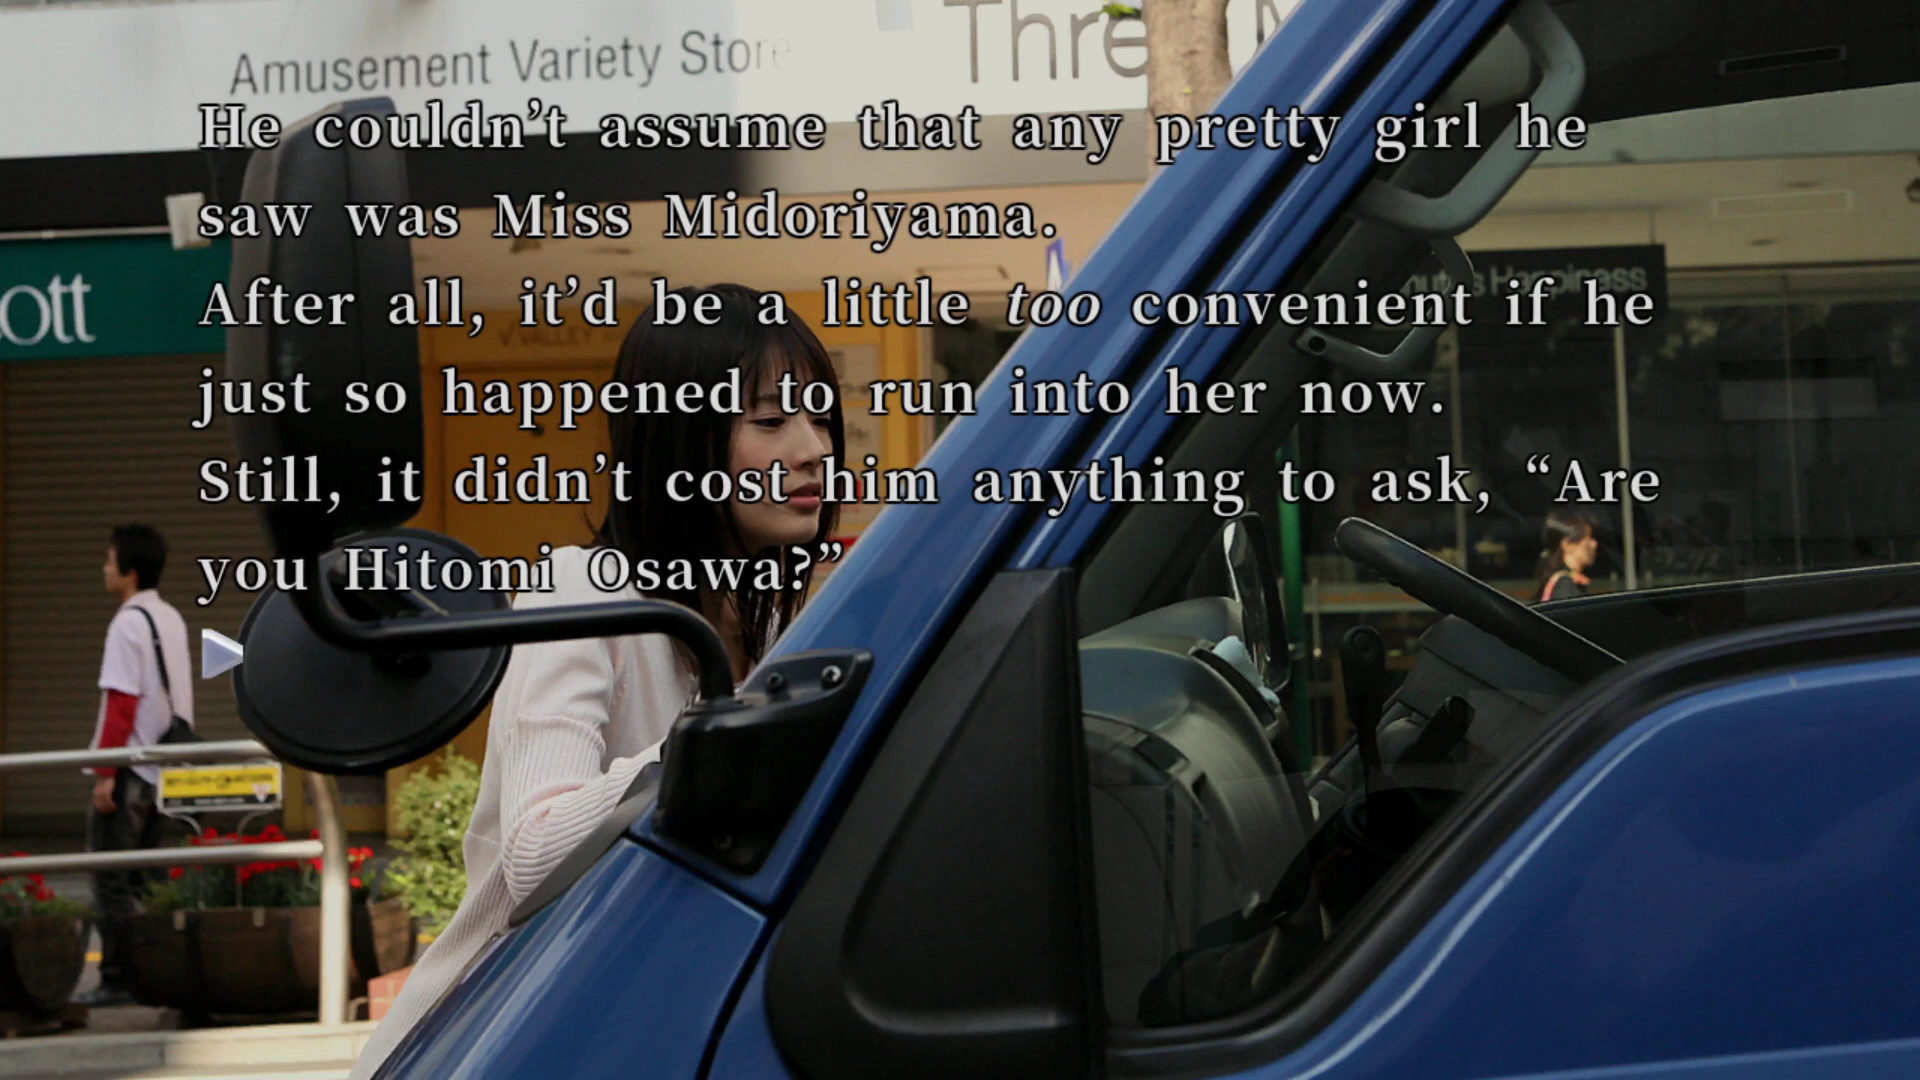 Amusement Variety Store
Thre
He couldn’t assume that any pretty girl he
saw was Miss Midoriyama.
After all, it’d be a little too convenient if he
just so happened to run into her now.
Still, it didn’t cost him anything to ask, “Are
you Hitomi Osawa?”
ott
Happiness